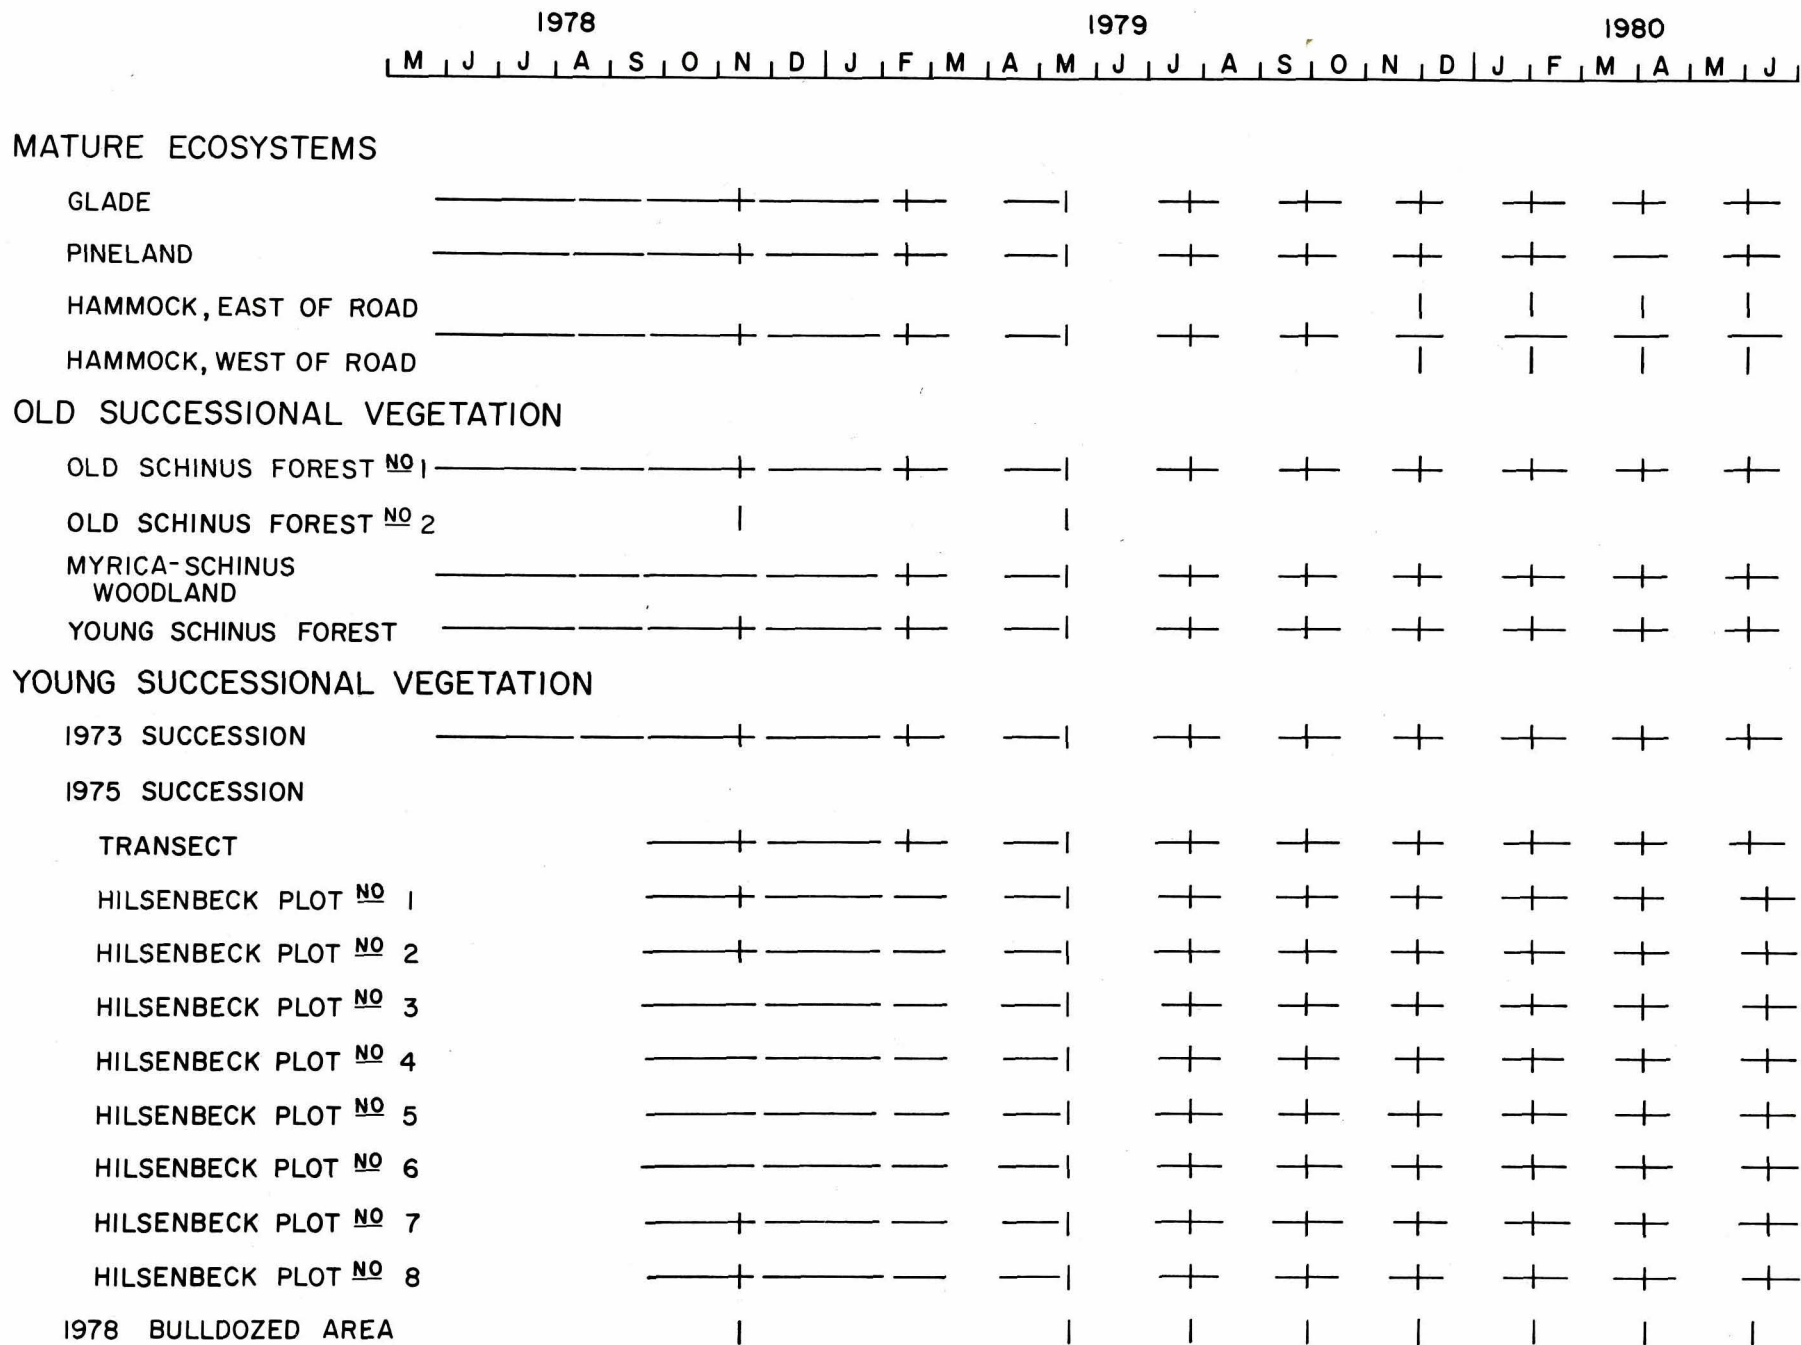 1978 1979 1980
M J J A S O N D J F M A M J J A S O N D J F M A M J
MATURE ECOSYSTEMS
GLADE
PINELAND
HAMMOCK, EAST OF ROAD
HAMMOCK, WEST OF ROAD
OLD SUCCESSIONAL VEGETATION
OLD SCHINUS FOREST NO 1
OLD SCHINUS FOREST NO 2
MYRICA-SCHINUS
WOODLAND
YOUNG SCHINUS FOREST
YOUNG SUCCESSIONAL VEGETATION
1973 SUCCESSION
1975 SUCCESSION
TRANSECT
HILSENBECK PLOT NO 1
HILSENBECK PLOT NO 2
HILSENBECK PLOT NO 3
HILSENBECK PLOT NO 4
HILSENBECK PLOT NO 5
HILSENBECK PLOT NO 6
HILSENBECK PLOT NO 7
HILSENBECK PLOT NO 8
1978 BULLDOZED AREA